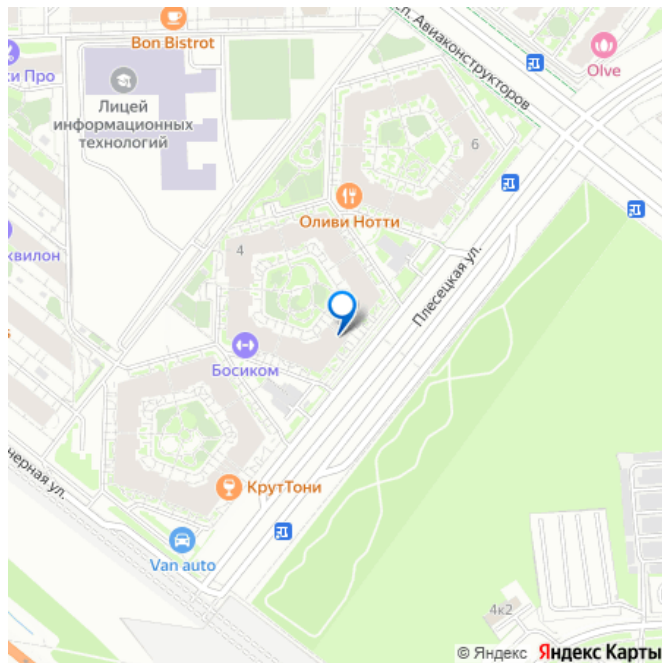 Bon Bistrot
ул. Авиаконструкторов
Olve
ки Про
Лицей
информационных
технологий
6
Оливи Нотти
квилон
4
Плесецкая ул.
Босиком
нерная ул.
КрутТони
Van auto
4к2
© Яндекс Яндекс Карты